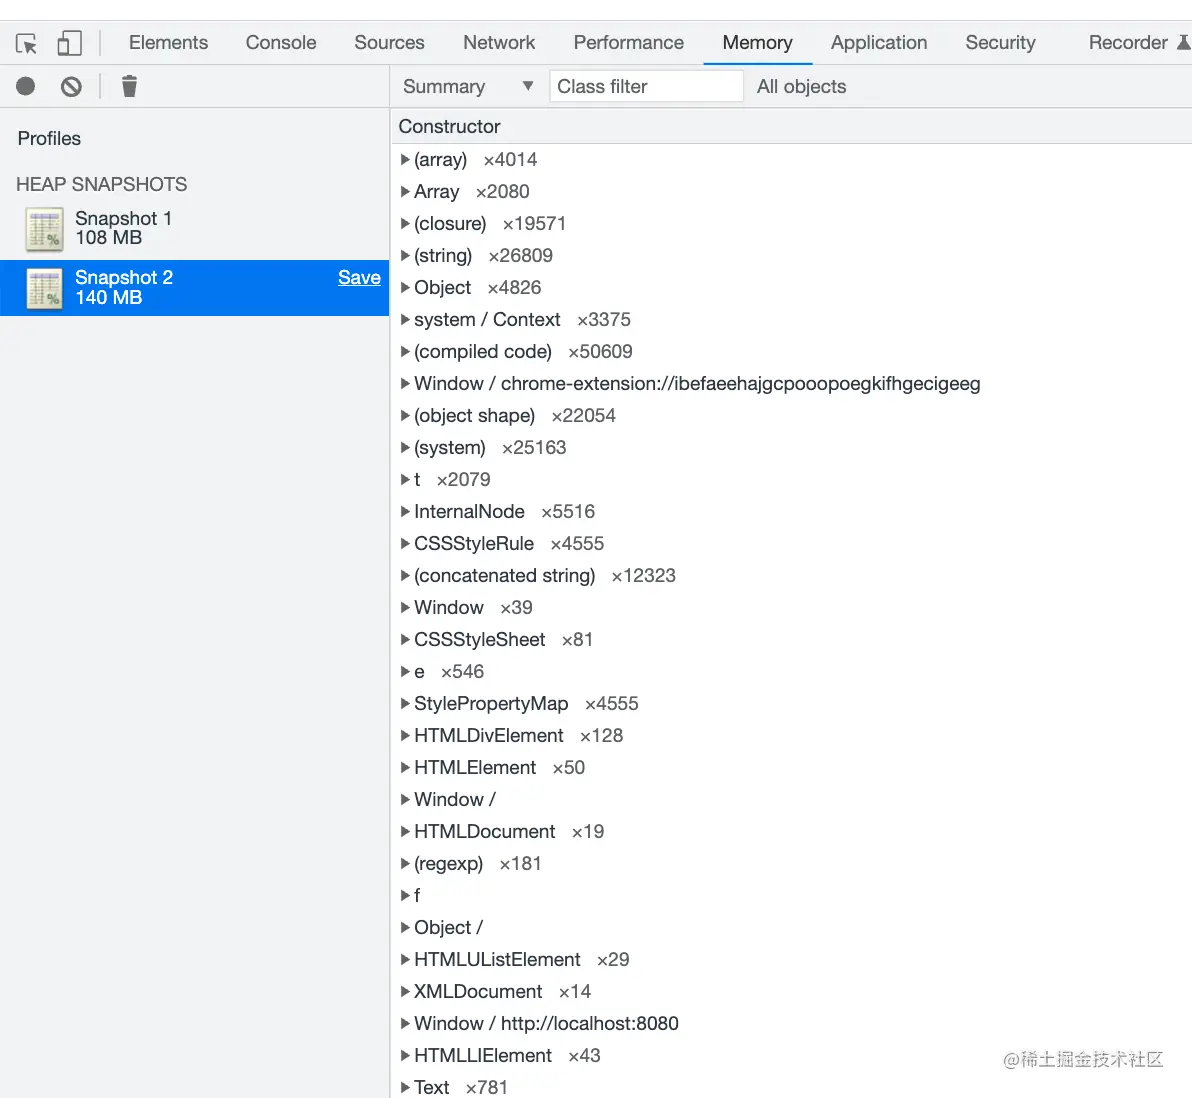 Elements Console Sources Network Performance Memory Application Security Recorder
Summary ▼ Class filter All objects
Profiles
HEAP SNAPSHOTS
Snapshot 1
108 MB
Snapshot 2 Save
140 MB
Constructor
(array) ×4014
Array ×2080
(closure) ×19571
(string) ×26809
Object ×4826
system / Context ×3375
(compiled code) ×50609
Window / chrome-extension://ibefaeehajgcpooopoegkifhgecigeeg
(object shape) ×22054
(system) ×25163
t ×2079
InternalNode ×5516
CSSStyleRule ×4555
(concatenated string) ×12323
Window ×39
CSSStyleSheet ×81
e ×546
StylePropertyMap ×4555
HTMLDivElement ×128
HTMLElement ×50
Window /
HTMLDocument ×19
(regexp) ×181
f
Object /
HTMLUListElement ×29
XMLDocument ×14
Window / http://localhost:8080
HTMLLIElement ×43
Text ×781
@稀土掘金技术社区